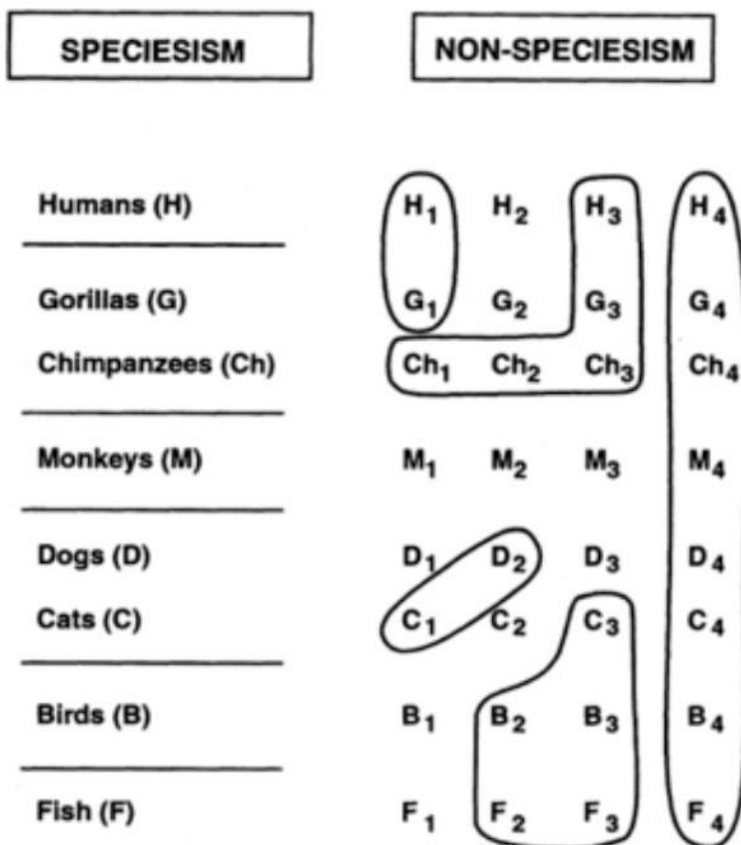 SPECIESISM NON-SPECIESISM
Humans (H) H₁ H₂ H₃ H₄
Gorillas (G) G₁ G₂ G₃ G₄
Chimpanzees (Ch) Ch₁ Ch₂ Ch₃ Ch₄
Monkeys (M) M₁ M₂ M₃ M₄
Dogs (D) D₁ D₂ D₃ D₄
Cats (C) C₁ C₂ C₃ C₄
Birds (B) B₁ B₂ B₃ B₄
Fish (F) F₁ F₂ F₃ F₄